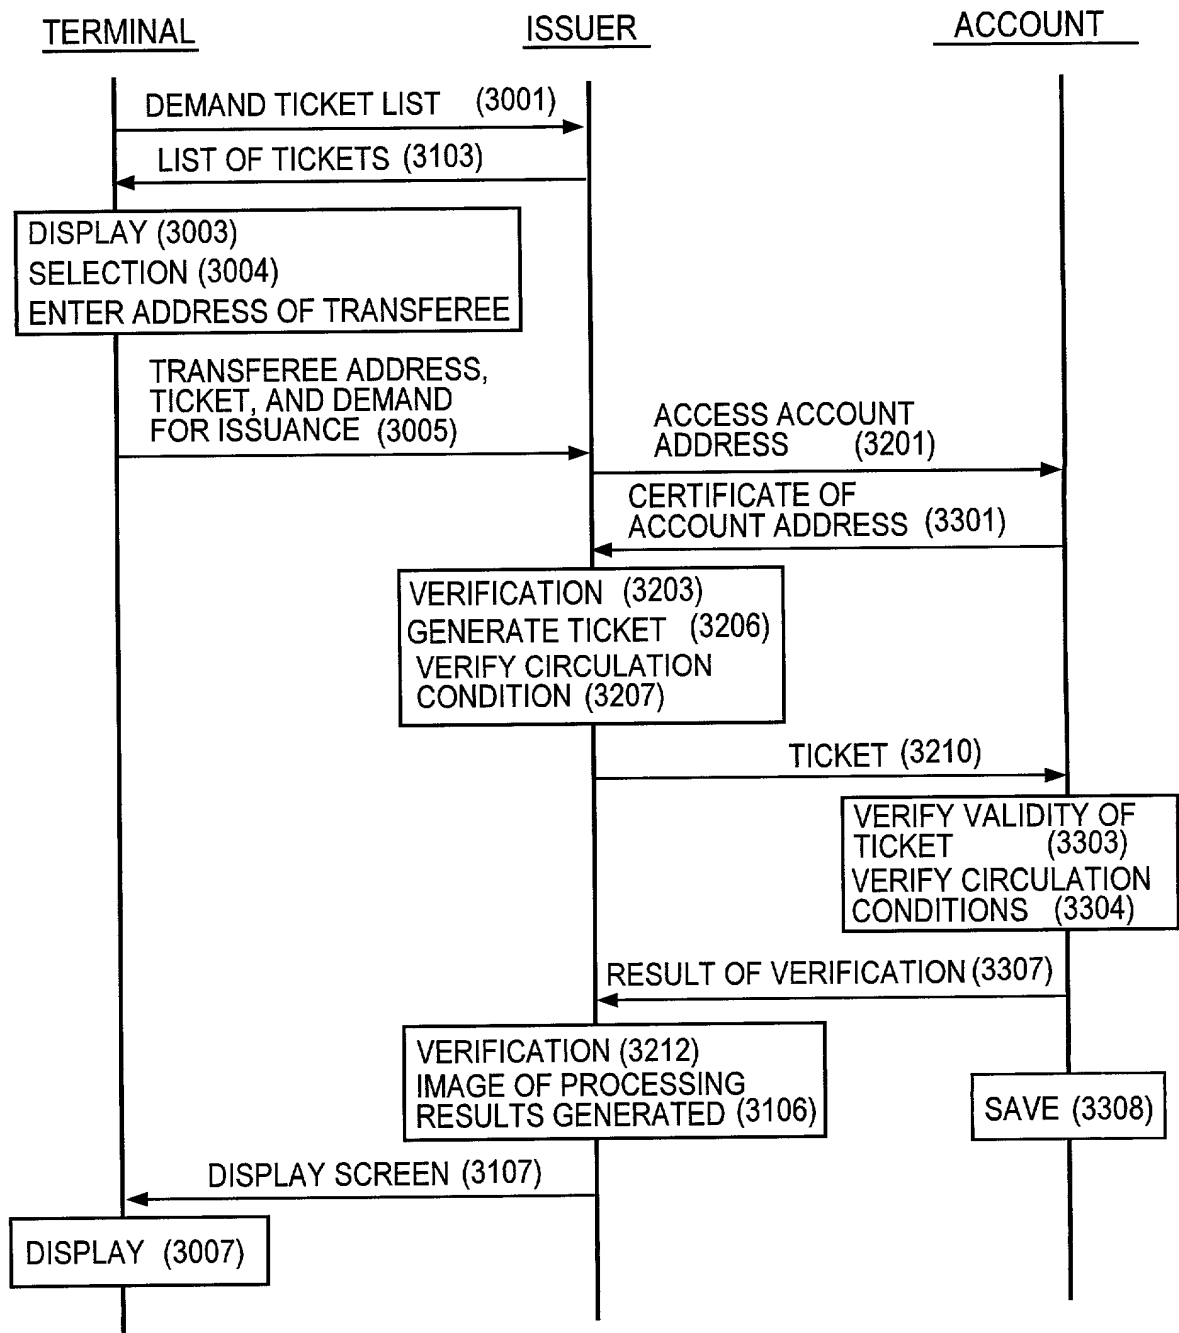 TERMINAL
ISSUER
ACCOUNT
DEMAND TICKET LIST (3001)
LIST OF TICKETS (3103)
DISPLAY (3003)
SELECTION (3004)
ENTER ADDRESS OF TRANSFEREE
TRANSFEREE ADDRESS,
TICKET, AND DEMAND
FOR ISSUANCE (3005)
ACCESS ACCOUNT
ADDRESS (3201)
CERTIFICATE OF
ACCOUNT ADDRESS (3301)
VERIFICATION (3203)
GENERATE TICKET (3206)
VERIFY CIRCULATION
CONDITION (3207)
TICKET (3210)
VERIFY VALIDITY OF
TICKET (3303)
VERIFY CIRCULATION
CONDITIONS (3304)
RESULT OF VERIFICATION (3307)
VERIFICATION (3212)
IMAGE OF PROCESSING
RESULTS GENERATED (3106)
SAVE (3308)
DISPLAY SCREEN (3107)
DISPLAY (3007)